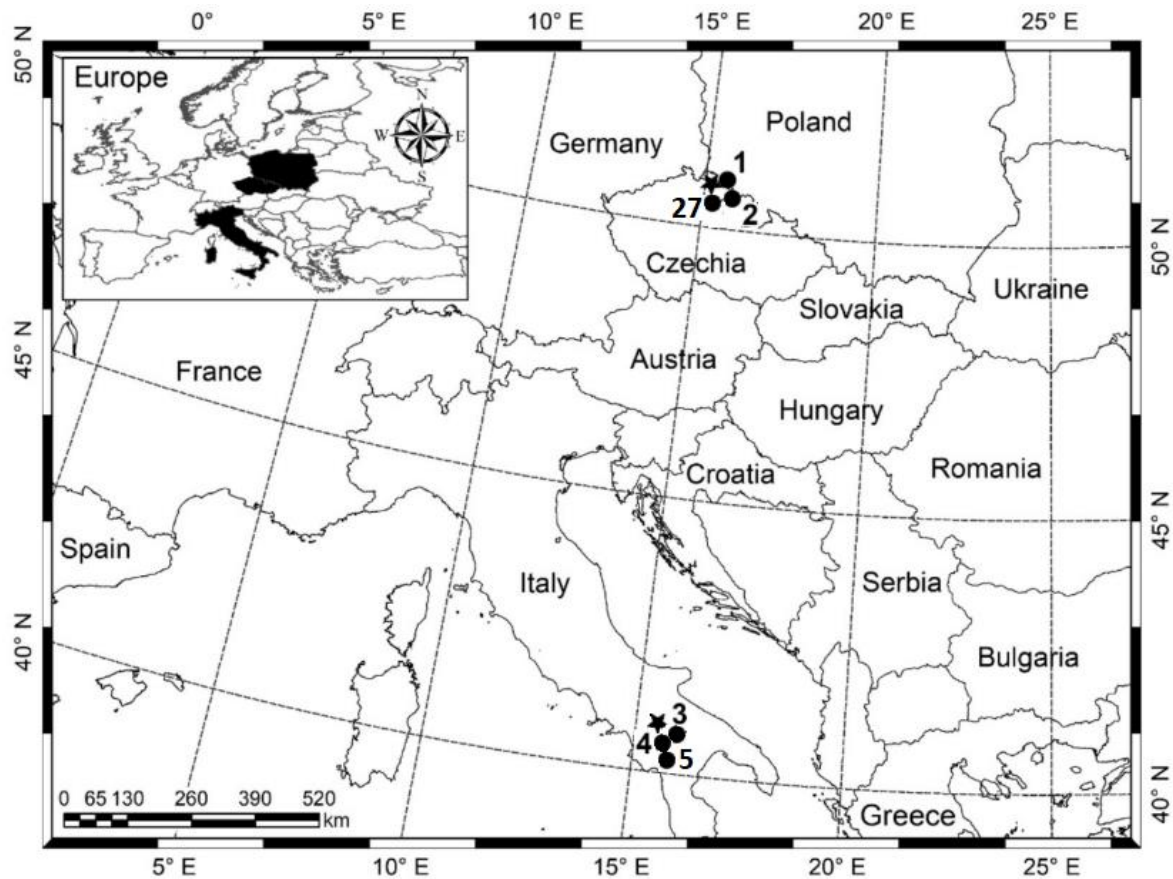 0° 5° E 10° E 15° E 20° E 25° E
50° N
50° N
Europe
N
W E
S
Germany
Poland
1
27
2
Czechia
Ukraine
Slovakia
45° N
France
Austria
Hungary
Croatia
Romania
45° N
Spain
Italy
Serbia
40° N
Bulgaria
3
4
5
0 65 130 260 390 520
km
Greece
40° N
5° E 10° E 15° E 20° E 25° E